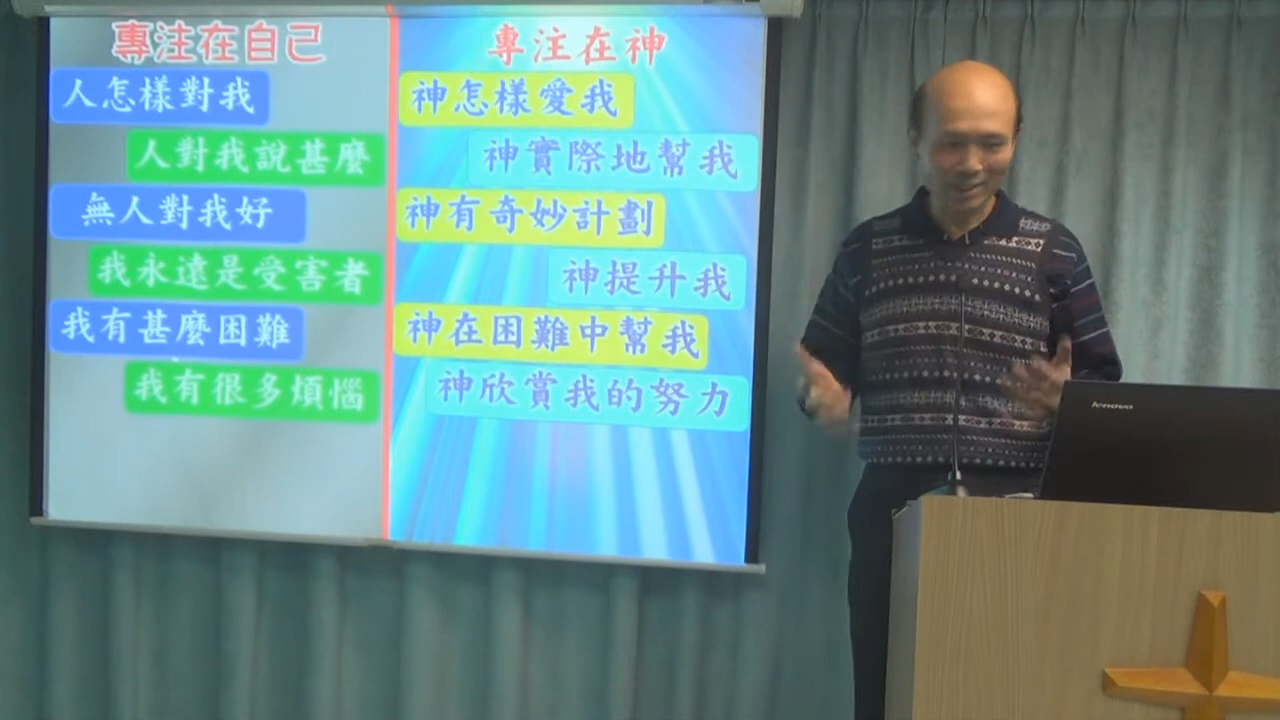 專注在自己
人怎樣對我
人對我說甚麼
無人對我好
我永遠是受害者
我有甚麼困難
我有很多煩惱
專注在神
神怎樣愛我
神實際地幫我
神有奇妙計劃
神提升我
神在困難中幫我
神欣賞我的努力
lenovo